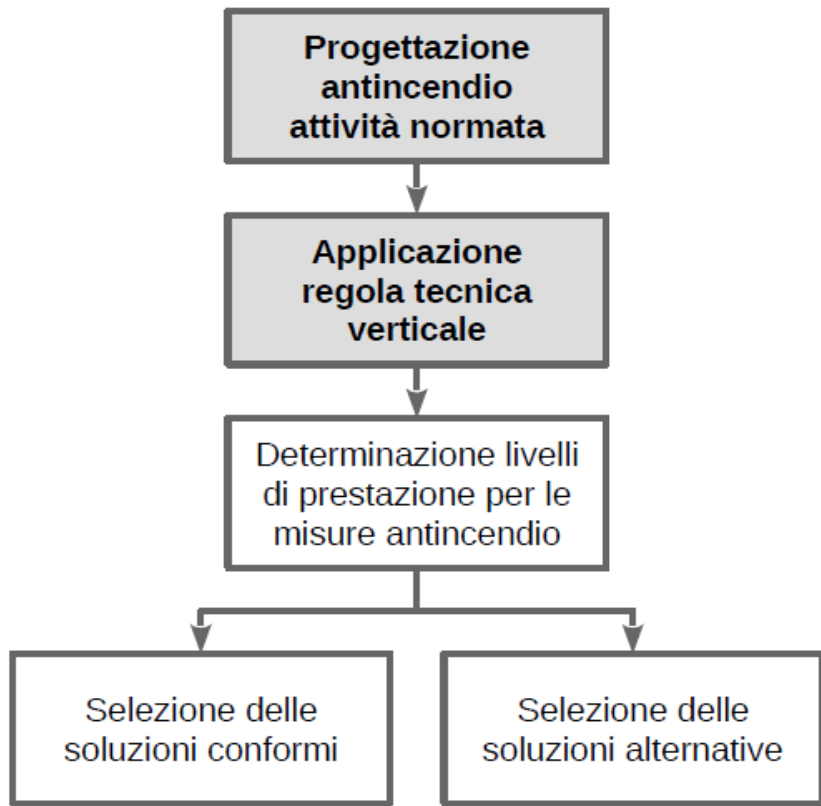 Progettazione
antincendio
attività normata
Applicazione
regola tecnica
verticale
Determinazione livelli
di prestazione per le
misure antincendio
Selezione delle
soluzioni conformi
Selezione delle
soluzioni alternative